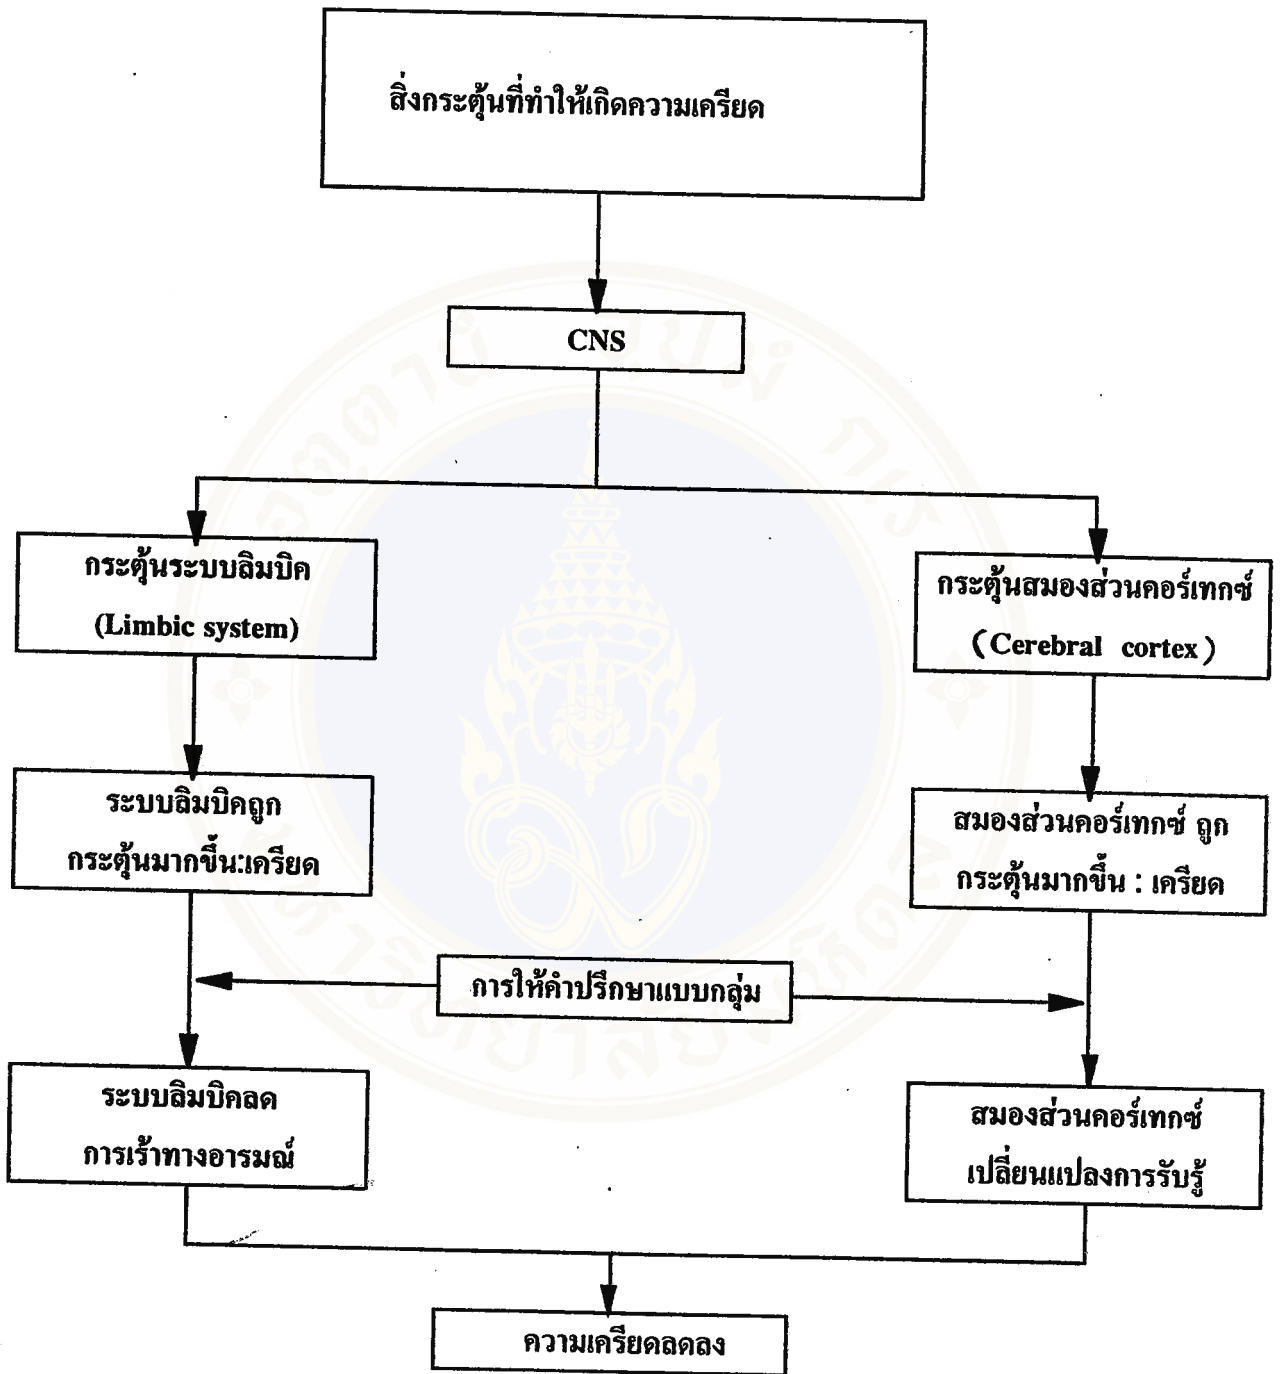 สิ่งกระตุ้นที่ทำให้เกิดความเครียด
CNS
กระตุ้นระบบลิมบิค
(Limbic system)
กระตุ้นสมองส่วนคอร์เทกซ์
(Cerebral cortex)
ระบบลิมบิคถูก
กระตุ้นมากขึ้น:เครียด
สมองส่วนคอร์เทกซ์ ถูก
กระตุ้นมากขึ้น : เครียด
การให้คำปรึกษาแบบกลุ่ม
ระบบลิมบิคลด
การเร้าทางอารมณ์
สมองส่วนคอร์เทกซ์
เปลี่ยนแปลงการรับรู้
ความเครียดลดลง